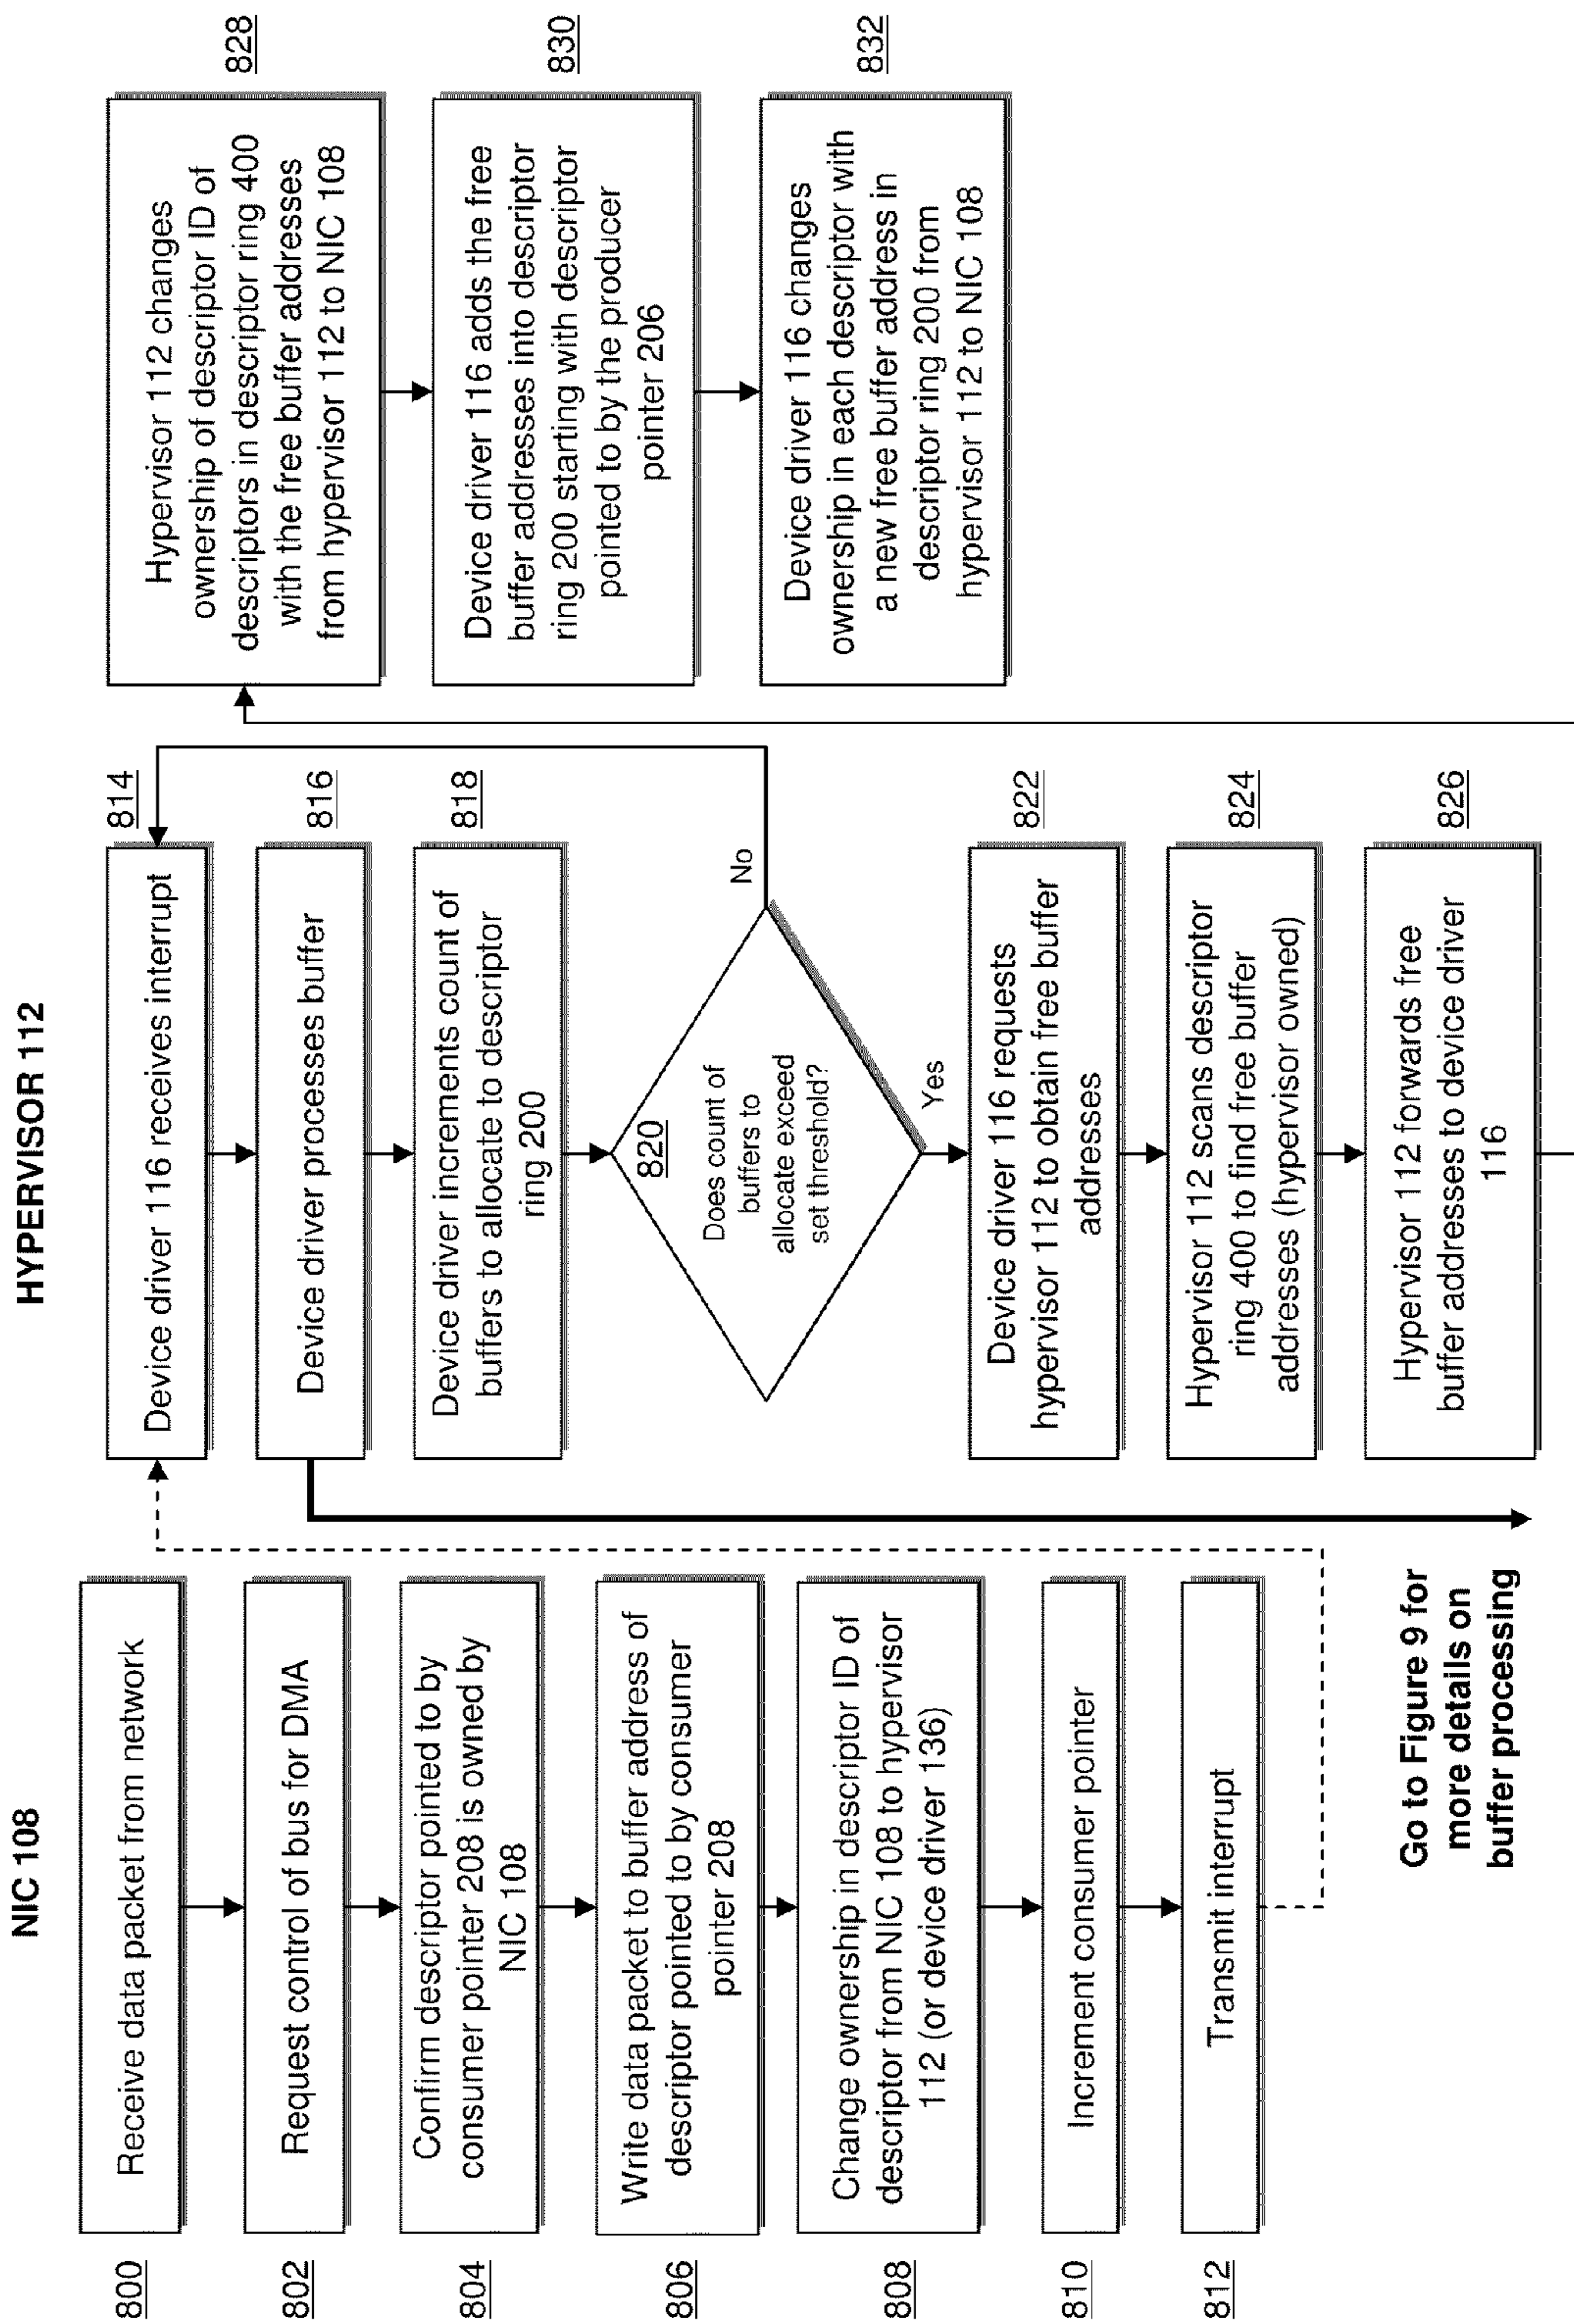 NIC 108
800
Receive data packet from network
802
Request control of bus for DMA
804
Confirm descriptor pointed to by
consumer pointer 208 is owned by
NIC 108
806
Write data packet to buffer address of
descriptor pointed to by consumer
pointer 208
808
Change ownership in descriptor ID of
descriptor from NIC 108 to hypervisor
112 (or device driver 136)
810
Increment consumer pointer
812
Transmit interrupt
Go to Figure 9 for
more details on
buffer processing
HYPERVISOR 112
814
Device driver 116 receives interrupt
816
Device driver processes buffer
818
Device driver increments count of
buffers to allocate to descriptor
ring 200
820
Does count of
buffers to
allocate exceed
set threshold?
No
Yes
822
Device driver 116 requests
hypervisor 112 to obtain free buffer
addresses
824
Hypervisor 112 scans descriptor
ring 400 to find free buffer
addresses (hypervisor owned)
826
Hypervisor 112 forwards free
buffer addresses to device driver
116
828
Hypervisor 112 changes
ownership of descriptor ID of
descriptors in descriptor ring 400
with the free buffer addresses
from hypervisor 112 to NIC 108
830
Device driver 116 adds the free
buffer addresses into descriptor
ring 200 starting with descriptor
pointed to by the producer
pointer 206
832
Device driver 116 changes
ownership in each descriptor with
a new free buffer address in
descriptor ring 200 from
hypervisor 112 to NIC 108